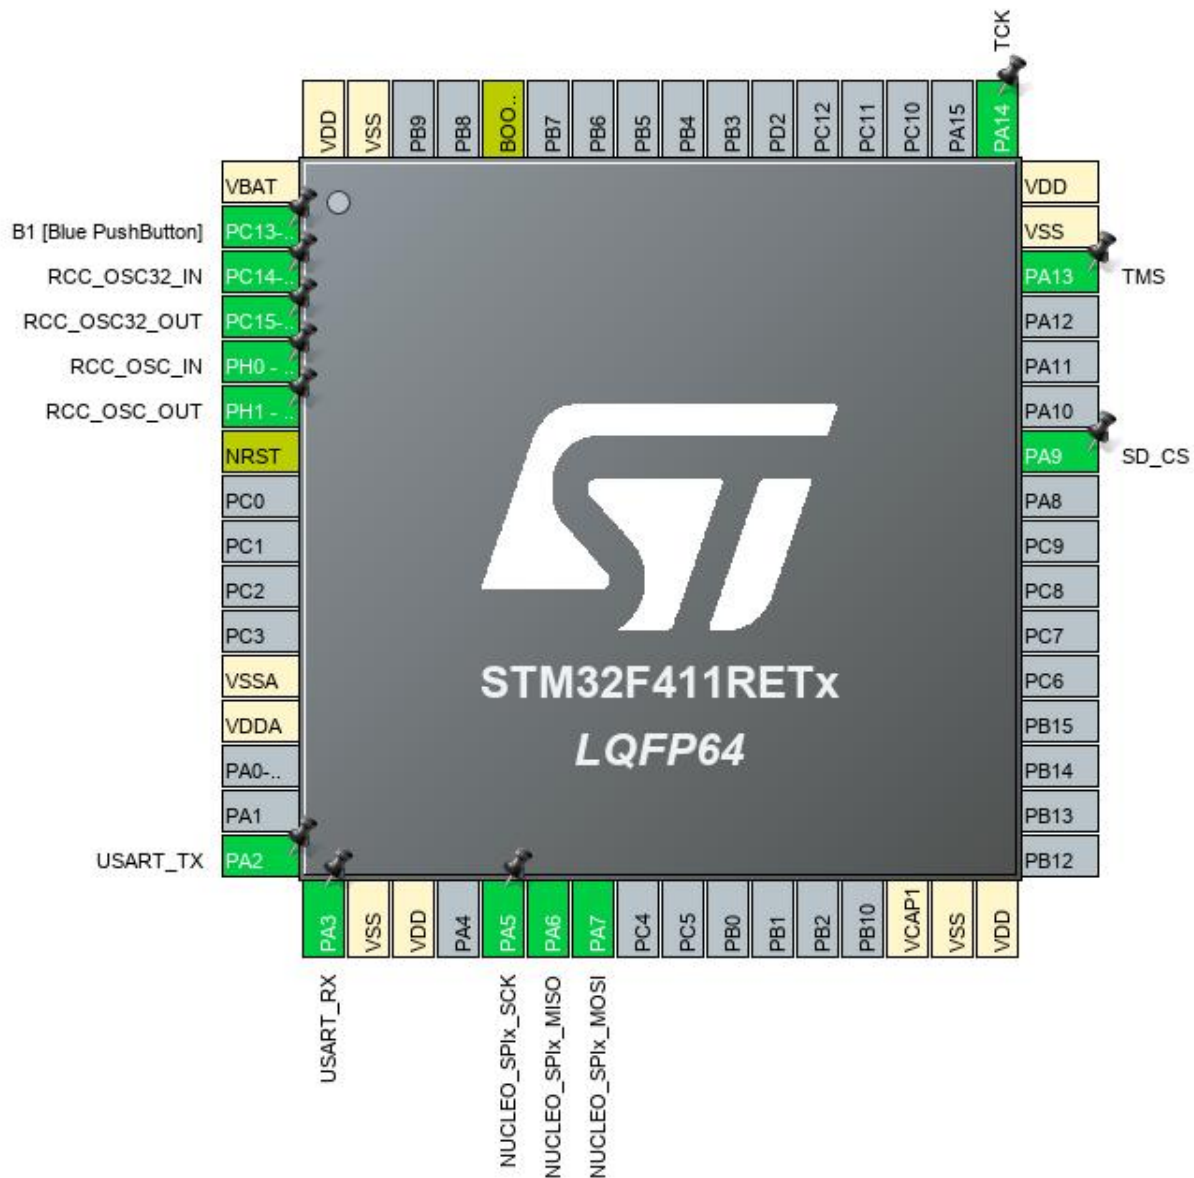 TCK
VDD
VSS
PB9
PB8
BOO..
PB7
PB6
PB5
PB4
PB3
PD2
PC12
PC11
PC10
PA15
PA14
VBAT
B1 [Blue PushButton] PC13-..
RCC_OSC32_IN PC14-..
RCC_OSC32_OUT PC15-..
RCC_OSC_IN PH0 - ..
RCC_OSC_OUT PH1 - ..
NRST
PC0
PC1
PC2
PC3
VSSA
VDDA
PA0-..
PA1
USART_TX PA2
ST
STM32F411RETx
LQFP64
VDD
VSS
PA13 TMS
PA12
PA11
PA10
PA9 SD_CS
PA8
PC9
PC8
PC7
PC6
PB15
PB14
PB13
PB12
PA3
VSS
VDD
PA4
PA5
PA6
PA7
PC4
PC5
PB0
PB1
PB2
PB10
VCAP1
VSS
VDD
USART_RX
NUCLEO_SPIx_SCK
NUCLEO_SPIx_MISO
NUCLEO_SPIx_MOSI